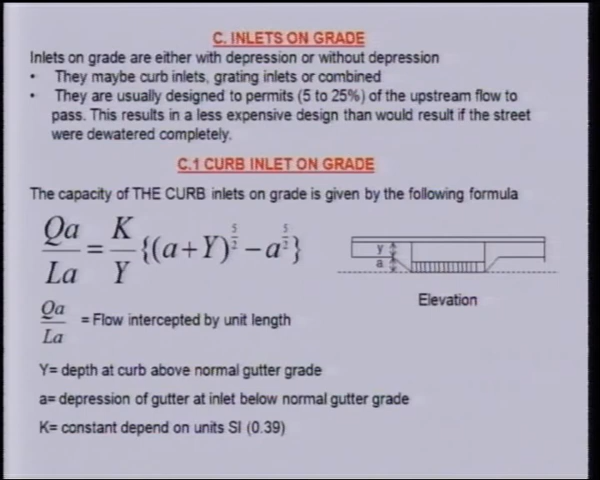 C. INLETS ON GRADE
Inlets on grade are either with depression or without depression
• They maybe curb inlets, grating inlets or combined
• They are usually designed to permits (5 to 25%) of the upstream flow to
pass. This results in a less expensive design than would result if the street
were dewatered completely.
C.1 CURB INLET ON GRADE
The capacity of THE CURB inlets on grade is given by the following formula
Qa/La = K/Y {(a+Y)^5/2 − a^5/2}
y
a
Elevation
Qa/La = Flow intercepted by unit length
Y= depth at curb above normal gutter grade
a= depression of gutter at inlet below normal gutter grade
K= constant depend on units SI (0.39)